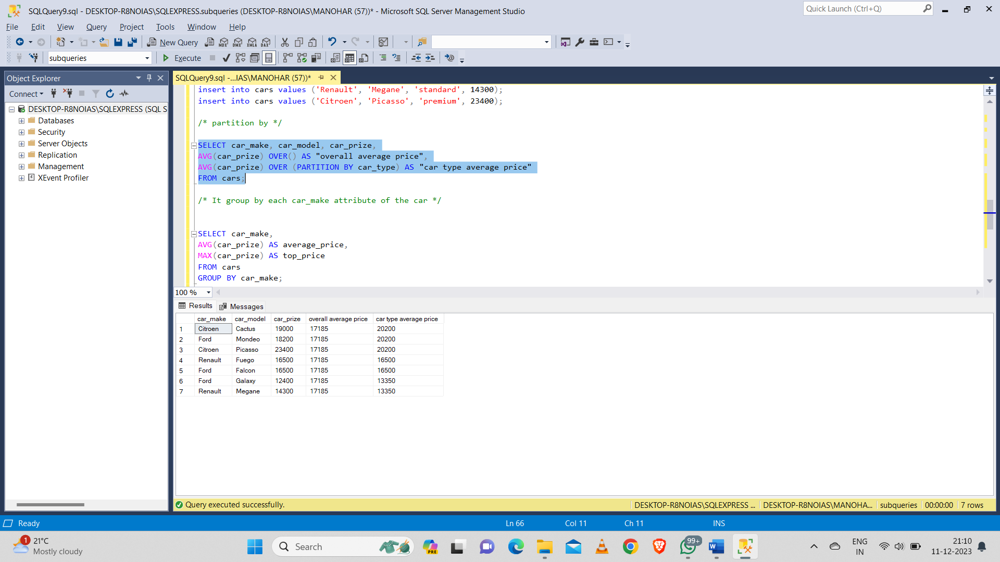 SQLQuery9.sql - DESKTOP-R8NOIAS\SQLEXPRESS.subqueries (DESKTOP-R8NOIAS\MANOHAR (57))* - Microsoft SQL Server Management Studio
Quick Launch (Ctrl+Q)
File Edit View Query Project Tools Window Help
New Query MDX DMX XMLA DAX
subqueries Execute
Object Explorer
Connect
DESKTOP-R8NOIAS\SQLEXPRESS (SQL S
Databases
Security
Server Objects
Replication
Management
XEvent Profiler
SQLQuery9.sql -...IAS\MANOHAR (57))*
insert into cars values ('Renault', 'Megane', 'standard', 14300);
insert into cars values ('Citroen', 'Picasso', 'premium', 23400);
/* partition by */
SELECT car_make, car_model, car_prize,
AVG(car_prize) OVER() AS "overall average price",
AVG(car_prize) OVER (PARTITION BY car_type) AS "car type average price"
FROM cars;
/* It group by each car_make attribute of the car */
SELECT car_make,
AVG(car_prize) AS average_price,
MAX(car_prize) AS top_price
FROM cars
GROUP BY car_make;
100 %
Results Messages
car_make car_model car_prize overall average price car type average price
1 Citroen Cactus 19000 17185 20200
2 Ford Mondeo 18200 17185 20200
3 Citroen Picasso 23400 17185 20200
4 Renault Fuego 16500 17185 16500
5 Ford Falcon 16500 17185 16500
6 Ford Galaxy 12400 17185 13350
7 Renault Megane 14300 17185 13350
Query executed successfully.
DESKTOP-R8NOIAS\SQLEXPRESS ... DESKTOP-R8NOIAS\MANOHA... subqueries 00:00:00 7 rows
Ready Ln 66 Col 11 Ch 11 INS
1
21°C
Mostly cloudy
Search
PRE
99+
ENG
IN
21:10
11-12-2023